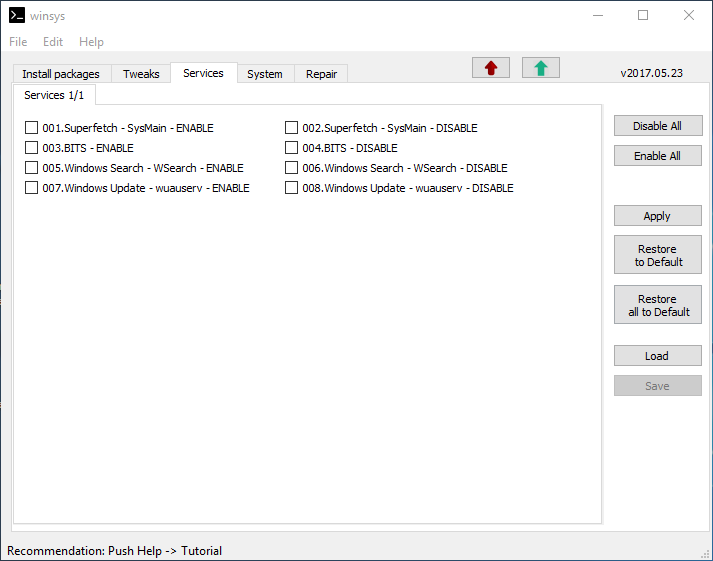 winsys
File Edit Help
Install packages Tweaks Services System Repair v2017.05.23
Services 1/1
001.Superfetch - SysMain - ENABLE 002.Superfetch - SysMain - DISABLE
003.BITS - ENABLE 004.BITS - DISABLE
005.Windows Search - WSearch - ENABLE 006.Windows Search - WSearch - DISABLE
007.Windows Update - wuauserv - ENABLE 008.Windows Update - wuauserv - DISABLE
Disable All
Enable All
Apply
Restore
to Default
Restore
all to Default
Load
Save
Recommendation: Push Help -> Tutorial